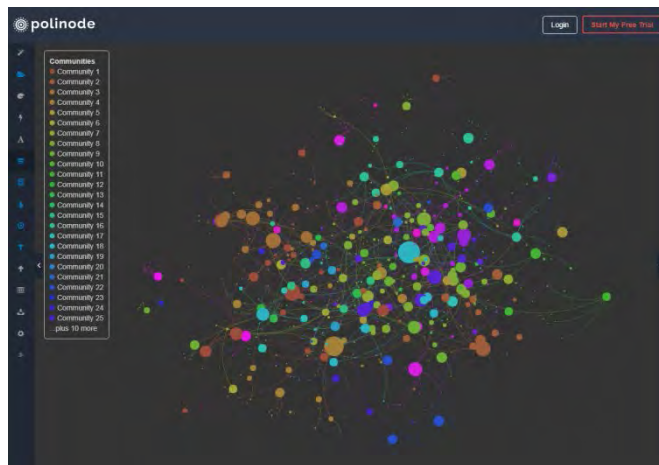 polinode
Login
Start My Free Trial
Communities
Community 1
Community 2
Community 3
Community 4
Community 5
Community 6
Community 7
Community 8
Community 9
Community 10
Community 11
Community 12
Community 13
Community 14
Community 15
Community 16
Community 17
Community 18
Community 19
Community 20
Community 21
Community 22
Community 23
Community 24
Community 25
...plus 10 more